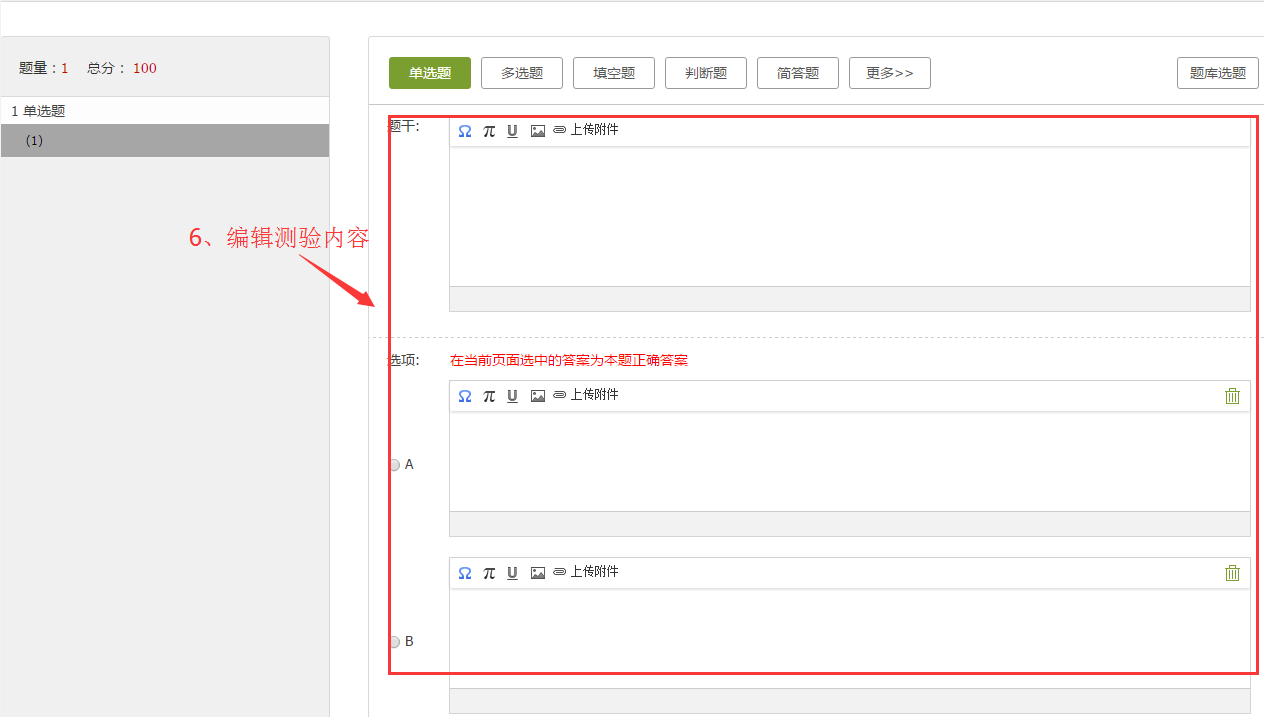 题量：1 总分： 100
单选题 多选题 填空题 判断题 简答题 更多>> 题库选题
1 单选题
(1)
题干:
Ω π U 上传附件
6、编辑测验内容
选项: 在当前页面选中的答案为本题正确答案
Ω π U 上传附件
A
Ω π U 上传附件
B